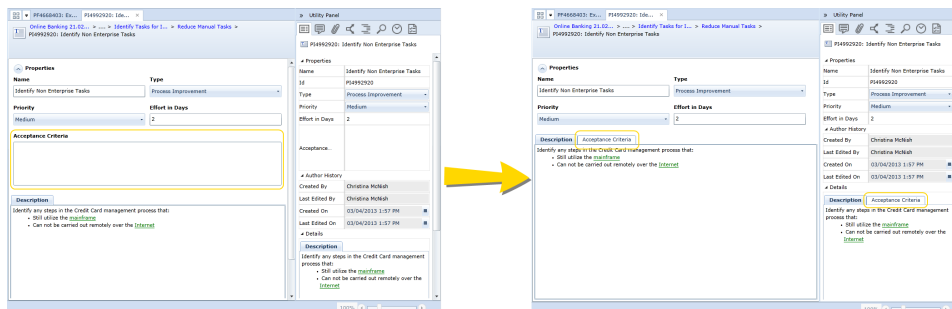 PF4668403: Ex... PI4992920: Ide... ×
Online Banking 21.02... > .... > Identify Tasks for I... > Reduce Manual Tasks >
PI4992920: Identify Non Enterprise Tasks
Properties
Name Type
Identify Non Enterprise Tasks Process Improvement
Priority Effort in Days
Medium 2
Acceptance Criteria
Description
Identify any steps in the Credit Card management process that:
• Still utilize the mainframe
• Can not be carried out remotely over the Internet
» Utility Panel
PI4992920: Identify Non Enterprise Tasks
Properties
Name Identify Non Enterprise Tasks
Id PI4992920
Type Process Improvement
Priority Medium
Effort in Days 2
Acceptance...
Author History
Created By Christina McNish
Last Edited By Christina McNish
Created On 03/04/2013 1:57 PM
Last Edited On 03/04/2013 1:57 PM
Details
Description
Identify any steps in the Credit Card management
process that:
• Still utilize the mainframe
• Can not be carried out remotely over the
Internet
100%
PF4668403: Ex... PI4992920: Ide... ×
Online Banking 21.02... > .... > Identify Tasks for I... > Reduce Manual Tasks >
PI4992920: Identify Non Enterprise Tasks
Properties
Name Type
Identify Non Enterprise Tasks Process Improvement
Priority Effort in Days
Medium 2
Description Acceptance Criteria
Identify any steps in the Credit Card management process that:
• Still utilize the mainframe
• Can not be carried out remotely over the Internet
» Utility Panel
PI4992920: Identify Non Enterprise Tasks
Properties
Name Identify Non Enterprise Tasks
Id PI4992920
Type Process Improvement
Priority Medium
Effort in Days 2
Author History
Created By Christina McNish
Last Edited By Christina McNish
Created On 03/04/2013 1:57 PM
Last Edited On 03/04/2013 1:57 PM
Details
Description Acceptance Criteria
Identify any steps in the Credit Card management
process that:
• Still utilize the mainframe
• Can not be carried out remotely over the
Internet